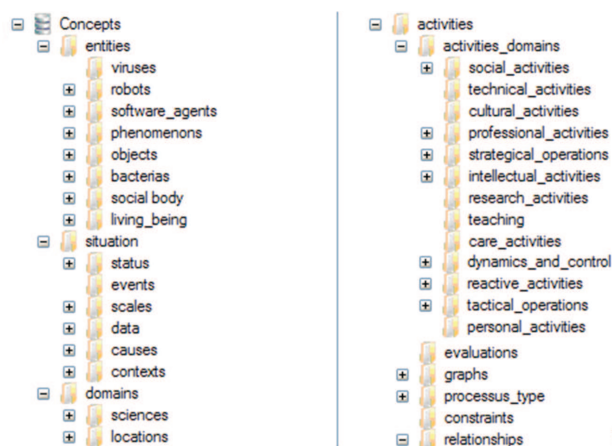 Concepts
entities
viruses
robots
software_agents
phenomenons
objects
bacterias
social body
living_being
situation
status
events
scales
data
causes
contexts
domains
sciences
locations
activities
activities_domains
social_activities
technical_activities
cultural_activities
professional_activities
strategical_operations
intellectual_activities
research_activities
teaching
care_activities
dynamics_and_control
reactive_activities
tactical_operations
personal_activities
evaluations
graphs
processus_type
constraints
relationships